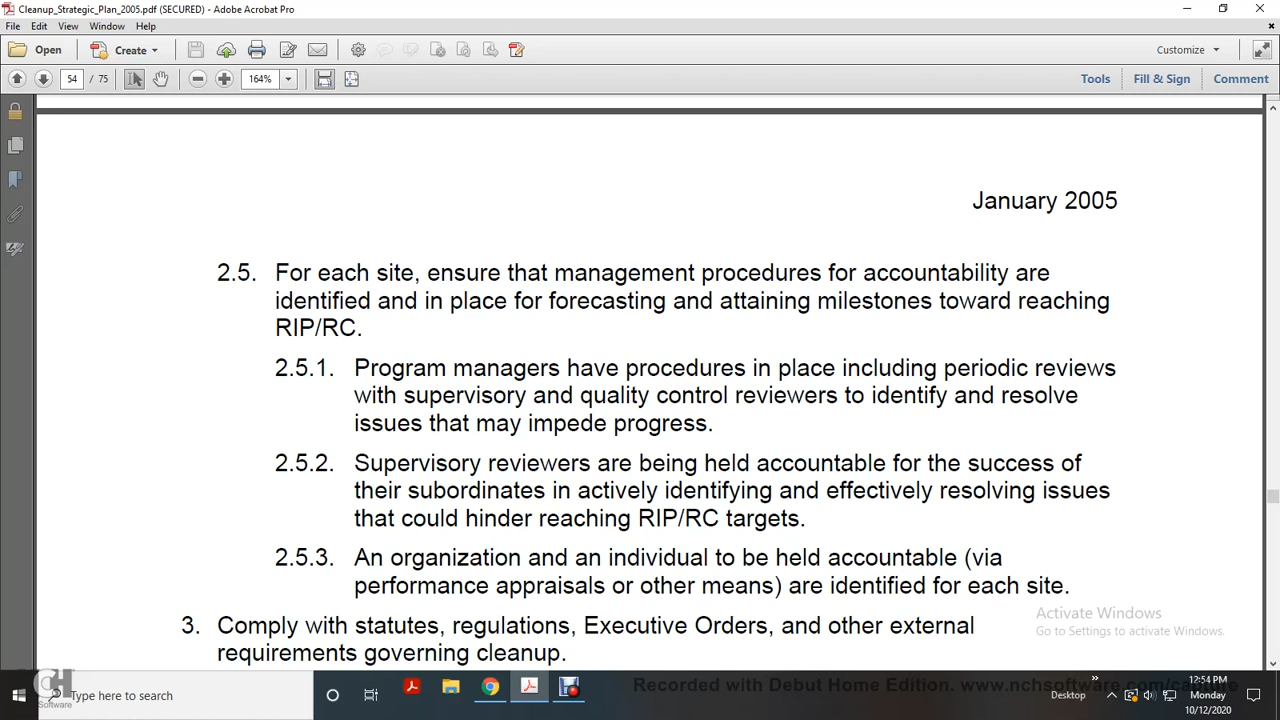 Cleanup_Strategic_Plan_2005.pdf (SECURED) - Adobe Acrobat Pro
File Edit View Window Help
Open Create Customize
54 / 75 164% Tools Fill & Sign Comment
January 2005
2.5. For each site, ensure that management procedures for accountability are
identified and in place for forecasting and attaining milestones toward reaching
RIP/RC.
2.5.1. Program managers have procedures in place including periodic reviews
with supervisory and quality control reviewers to identify and resolve
issues that may impede progress.
2.5.2. Supervisory reviewers are being held accountable for the success of
their subordinates in actively identifying and effectively resolving issues
that could hinder reaching RIP/RC targets.
2.5.3. An organization and an individual to be held accountable (via
performance appraisals or other means) are identified for each site.
3. Comply with statutes, regulations, Executive Orders, and other external
requirements governing cleanup.
Activate Windows
Go to Settings to activate Windows.
Recorded with Debut Home Edition. www.nchsoftware.com/capture
CH
Software
Type here to search
Desktop
12:54 PM
Monday
10/12/2020